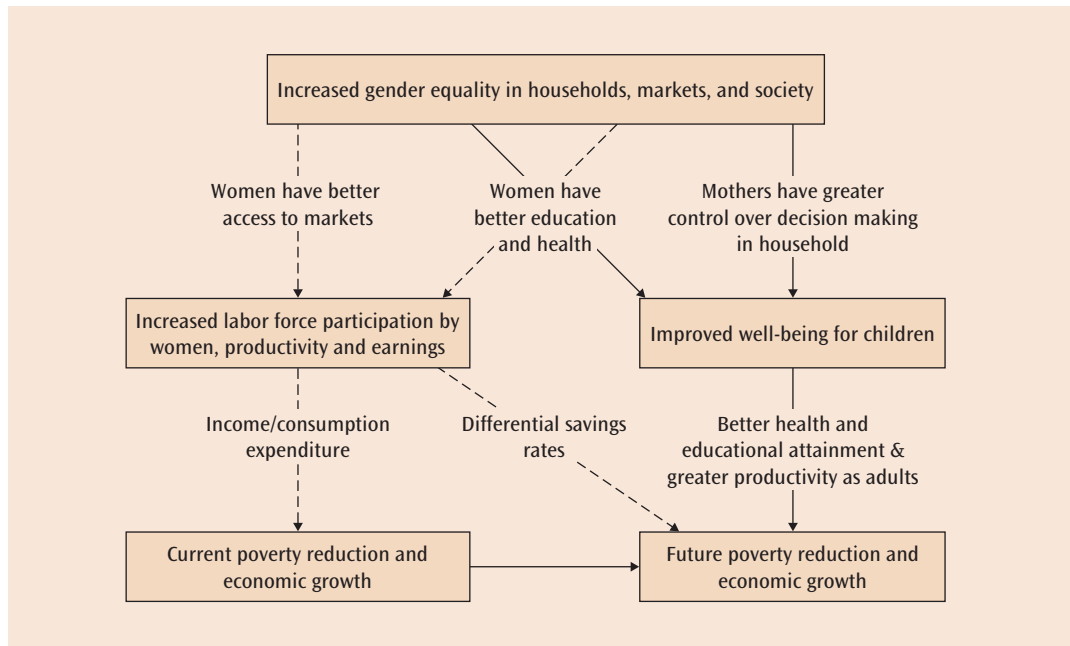 Increased gender equality in households, markets, and society
Women have better
access to markets
Women have
better education
and health
Mothers have greater
control over decision making
in household
Increased labor force participation by
women, productivity and earnings
Improved well-being for children
Income/consumption
expenditure
Differential savings
rates
Better health and
educational attainment &
greater productivity as adults
Current poverty reduction and
economic growth
Future poverty reduction and
economic growth